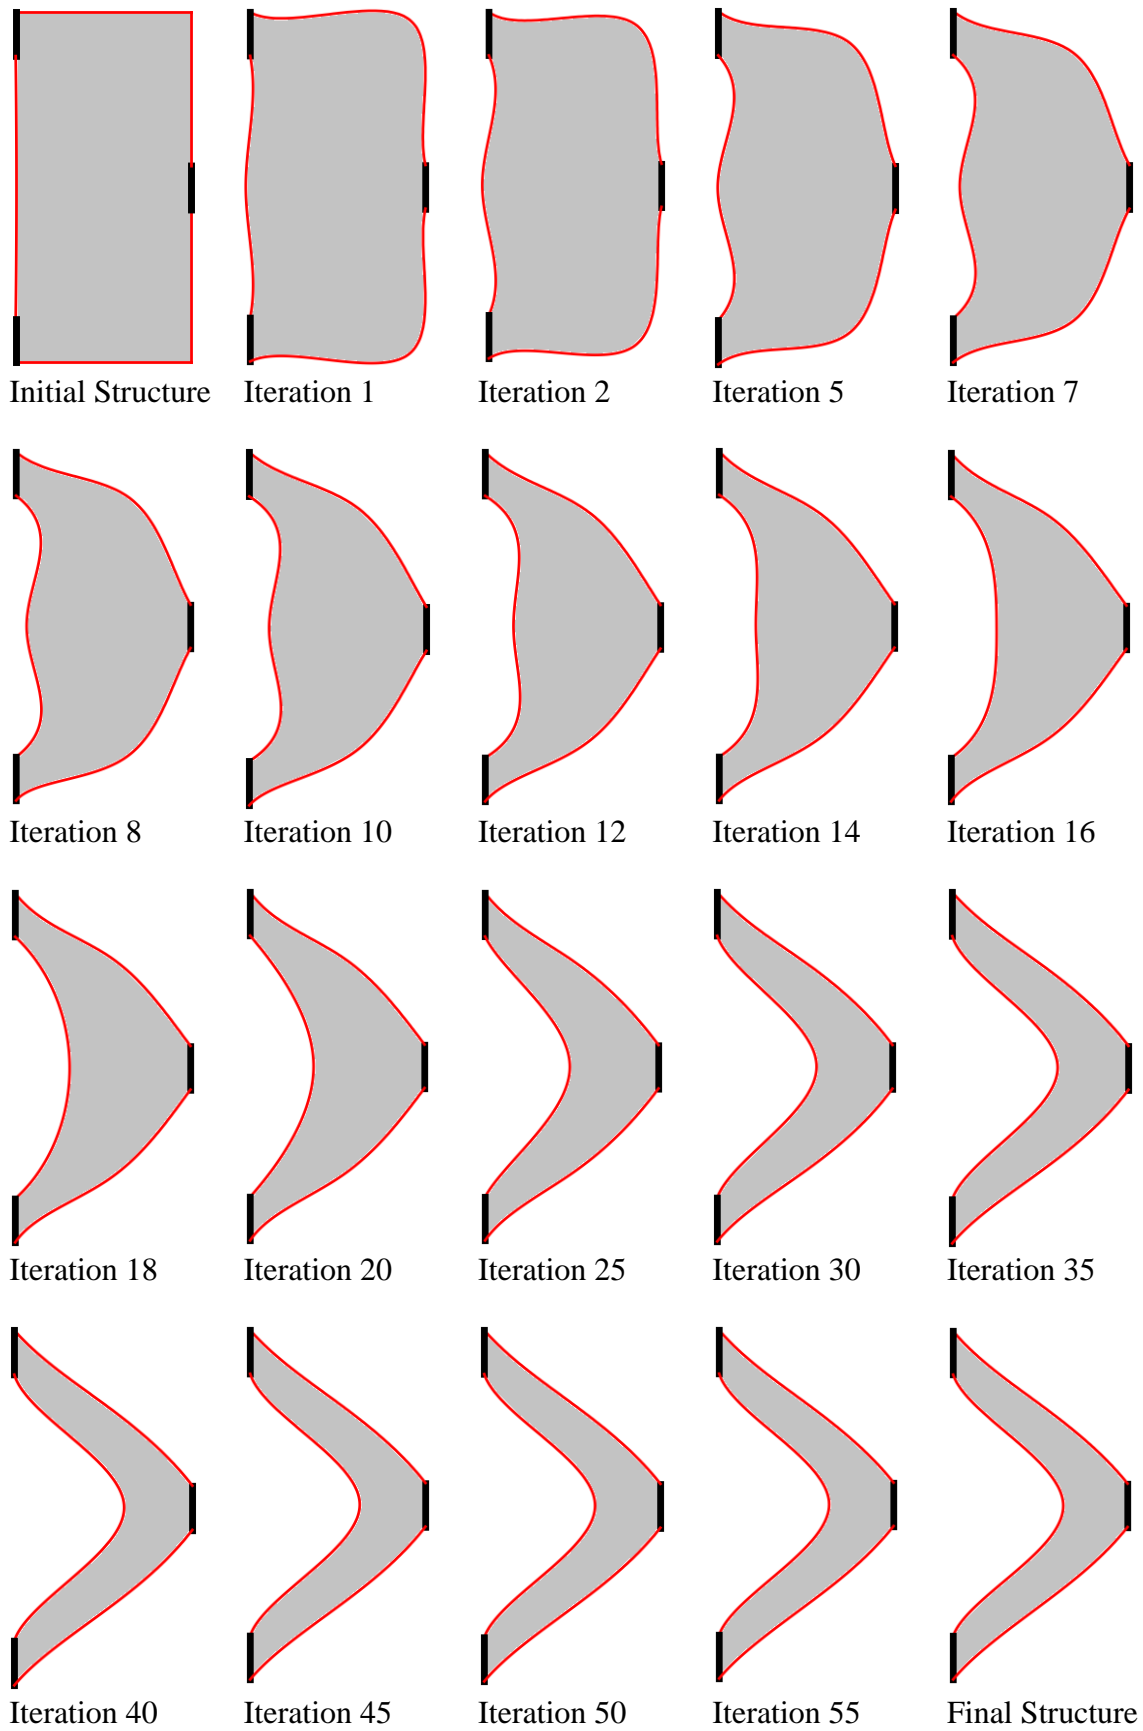 Initial Structure
Iteration 1
Iteration 2
Iteration 5
Iteration 7
Iteration 8
Iteration 10
Iteration 12
Iteration 14
Iteration 16
Iteration 18
Iteration 20
Iteration 25
Iteration 30
Iteration 35
Iteration 40
Iteration 45
Iteration 50
Iteration 55
Final Structure